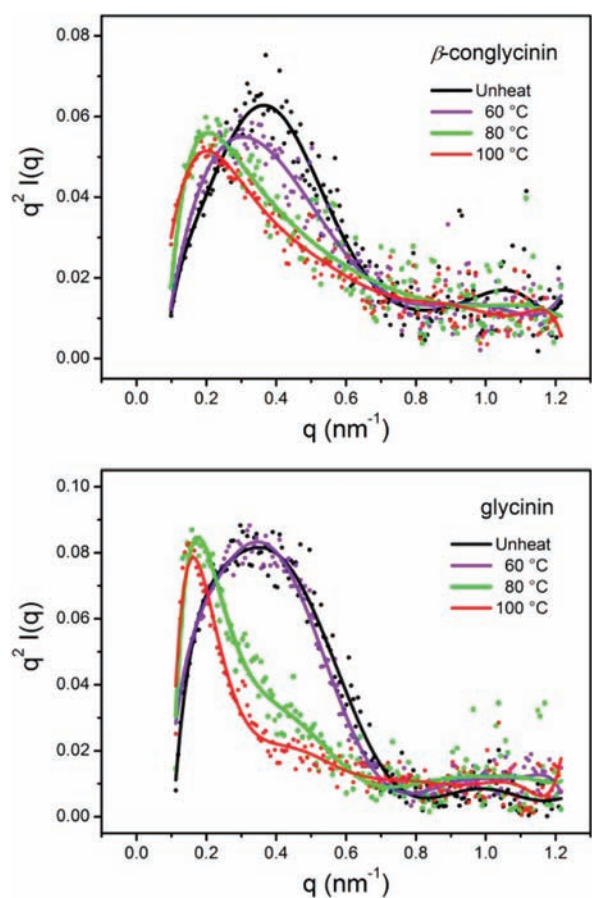 0.08
β-conglycinin
Unheat
60 °C
80 °C
100 °C
0.06
0.04
0.02
0.00
q² I(q)
0.0 0.2 0.4 0.6 0.8 1.0 1.2
q (nm⁻¹)
0.10
glycinin
Unheat
60 °C
80 °C
100 °C
0.08
0.06
0.04
0.02
0.00
q² I(q)
0.0 0.2 0.4 0.6 0.8 1.0 1.2
q (nm⁻¹)